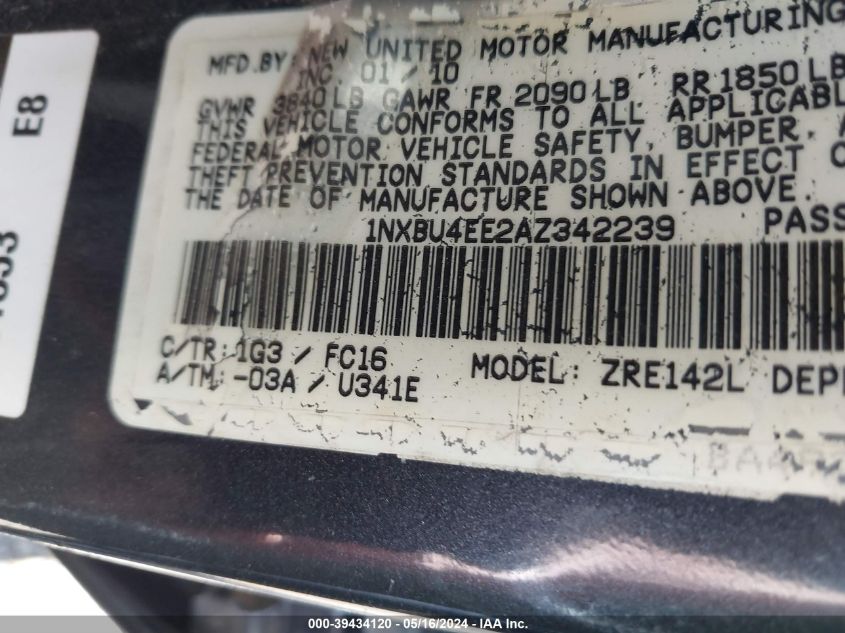 MFD.BY: NEW UNITED MOTOR MANUFACTURING
INC. 01 / 10
GVWR 3840 LB GAWR FR 2090 LB RR 1850 LB
THIS VEHICLE CONFORMS TO ALL APPLICABL
FEDERAL MOTOR VEHICLE SAFETY, BUMPER, A
THEFT PREVENTION STANDARDS IN EFFECT O
THE DATE OF MANUFACTURE SHOWN ABOVE.
1NXBU4EE2AZ342239 PASS
C/TR: 1G3 / FC16 MODEL: ZRE142L DEP
A/TM: -03A / U341E
E8
000-39434120 - 05/16/2024 - IAA Inc.